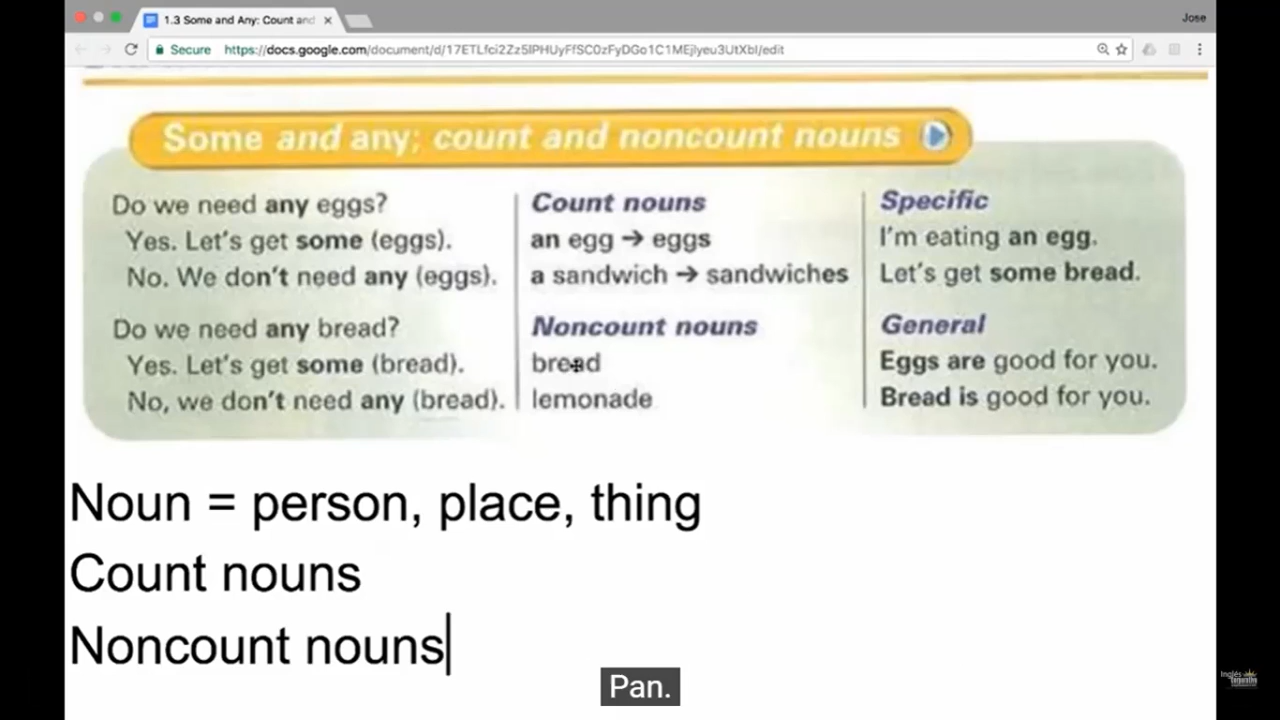 1.3 Some and Any: Count and
Jose
Secure https://docs.google.com/document/d/17ETLfci2Zz5IPHUyFfSC0zFyDGo1C1MEjlyeu3UtXbI/edit
Some and any; count and noncount nouns
Do we need any eggs?
Yes. Let's get some (eggs).
No. We don't need any (eggs).
Do we need any bread?
Yes. Let's get some (bread).
No, we don't need any (bread).
Count nouns
an egg → eggs
a sandwich → sandwiches
Noncount nouns
bread
lemonade
Specific
I'm eating an egg.
Let's get some bread.
General
Eggs are good for you.
Bread is good for you.
Noun = person, place, thing
Count nouns
Noncount nouns
Pan.
Inglés
Corporativo